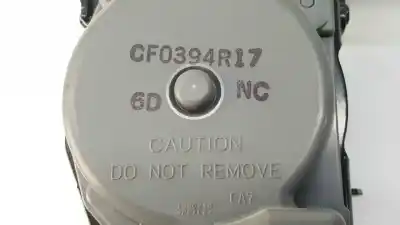 CF0394R17
6D NC
CAUTION
DO NOT REMOVE